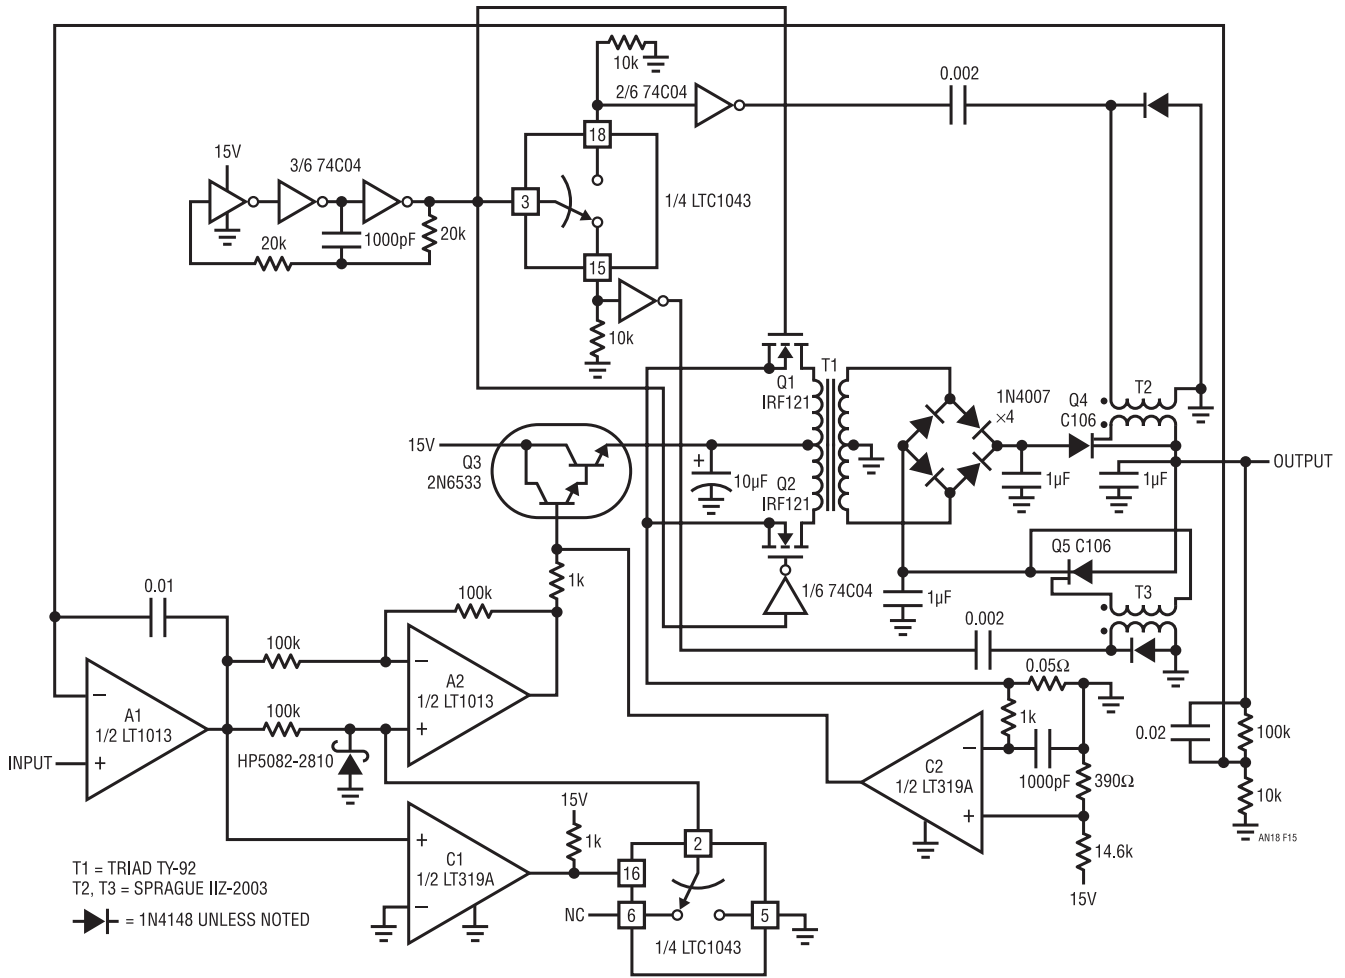 10k
2/6 74C04
0.002
18
15V
3/6 74C04
3
1/4 LTC1043
20k
1000pF
20k
15
10k
T1
Q1
IRF121
1N4007
×4
Q4
C106
T2
15V
Q3
2N6533
+
10µF
Q2
IRF121
1µF
1µF
OUTPUT
Q5 C106
1/6 74C04
1µF
T3
0.01
1k
100k
0.002
100k
–
A2
1/2 LT1013
+
0.05Ω
–
A1
1/2 LT1013
+
INPUT
100k
HP5082-2810
1k
–
C2
1/2 LT319A
+
1000pF
390Ω
0.02
100k
10k
AN18 F15
15V
1k
2
+
C1
1/2 LT319A
–
16
14.6k
15V
NC
6
5
1/4 LTC1043
T1 = TRIAD TY-92
T2, T3 = SPRAGUE IIZ-2003
= 1N4148 UNLESS NOTED